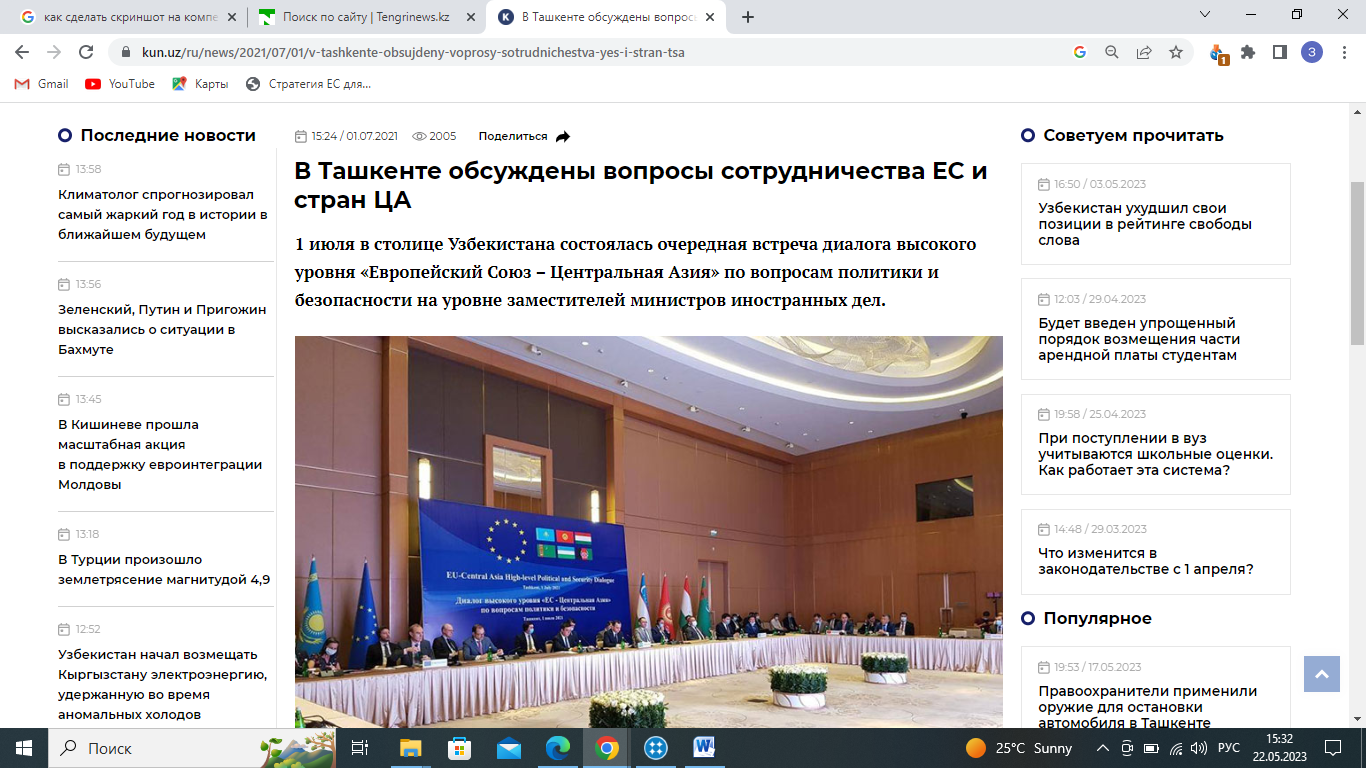 как сделать скриншот на компе
Поиск по сайту | Tengrinews.kz
В Ташкенте обсуждены вопросы
kun.uz/ru/news/2021/07/01/v-tashkente-obsujdeny-voprosy-sotrudnichestva-yes-i-stran-tsa
1
З
Gmail
YouTube
Карты
Стратегия ЕС для...
Последние новости
13:58
Климатолог спрогнозировал
самый жаркий год в истории в
ближайшем будущем
13:56
Зеленский, Путин и Пригожин
высказались о ситуации в
Бахмуте
13:45
В Кишиневе прошла
масштабная акция
в поддержку евроинтеграции
Молдовы
13:18
В Турции произошло
землетрясение магнитудой 4,9
12:52
Узбекистан начал возмещать
Кыргызстану электроэнергию,
удержанную во время
аномальных холодов
15:24 / 01.07.2021
2005
Поделиться
В Ташкенте обсуждены вопросы сотрудничества ЕС и
стран ЦА
1 июля в столице Узбекистана состоялась очередная встреча диалога высокого
уровня «Европейский Союз – Центральная Азия» по вопросам политики и
безопасности на уровне заместителей министров иностранных дел.
EU-Central Asia High-level Political and Security Dialogue
Tashkent, 1 July 2021
Диалог высокого уровня «ЕС - Центральная Азия»
по вопросам политики и безопасности
Ташкент, 1 июля 2021
Советуем прочитать
16:50 / 03.05.2023
Узбекистан ухудшил свои
позиции в рейтинге свободы
слова
12:03 / 29.04.2023
Будет введен упрощенный
порядок возмещения части
арендной платы студентам
19:58 / 25.04.2023
При поступлении в вуз
учитываются школьные оценки.
Как работает эта система?
14:48 / 29.03.2023
Что изменится в
законодательстве с 1 апреля?
Популярное
19:53 / 17.05.2023
Правоохранители применили
оружие для остановки
автомобиля в Ташкенте
Поиск
25°C Sunny
РУС
15:32
22.05.2023